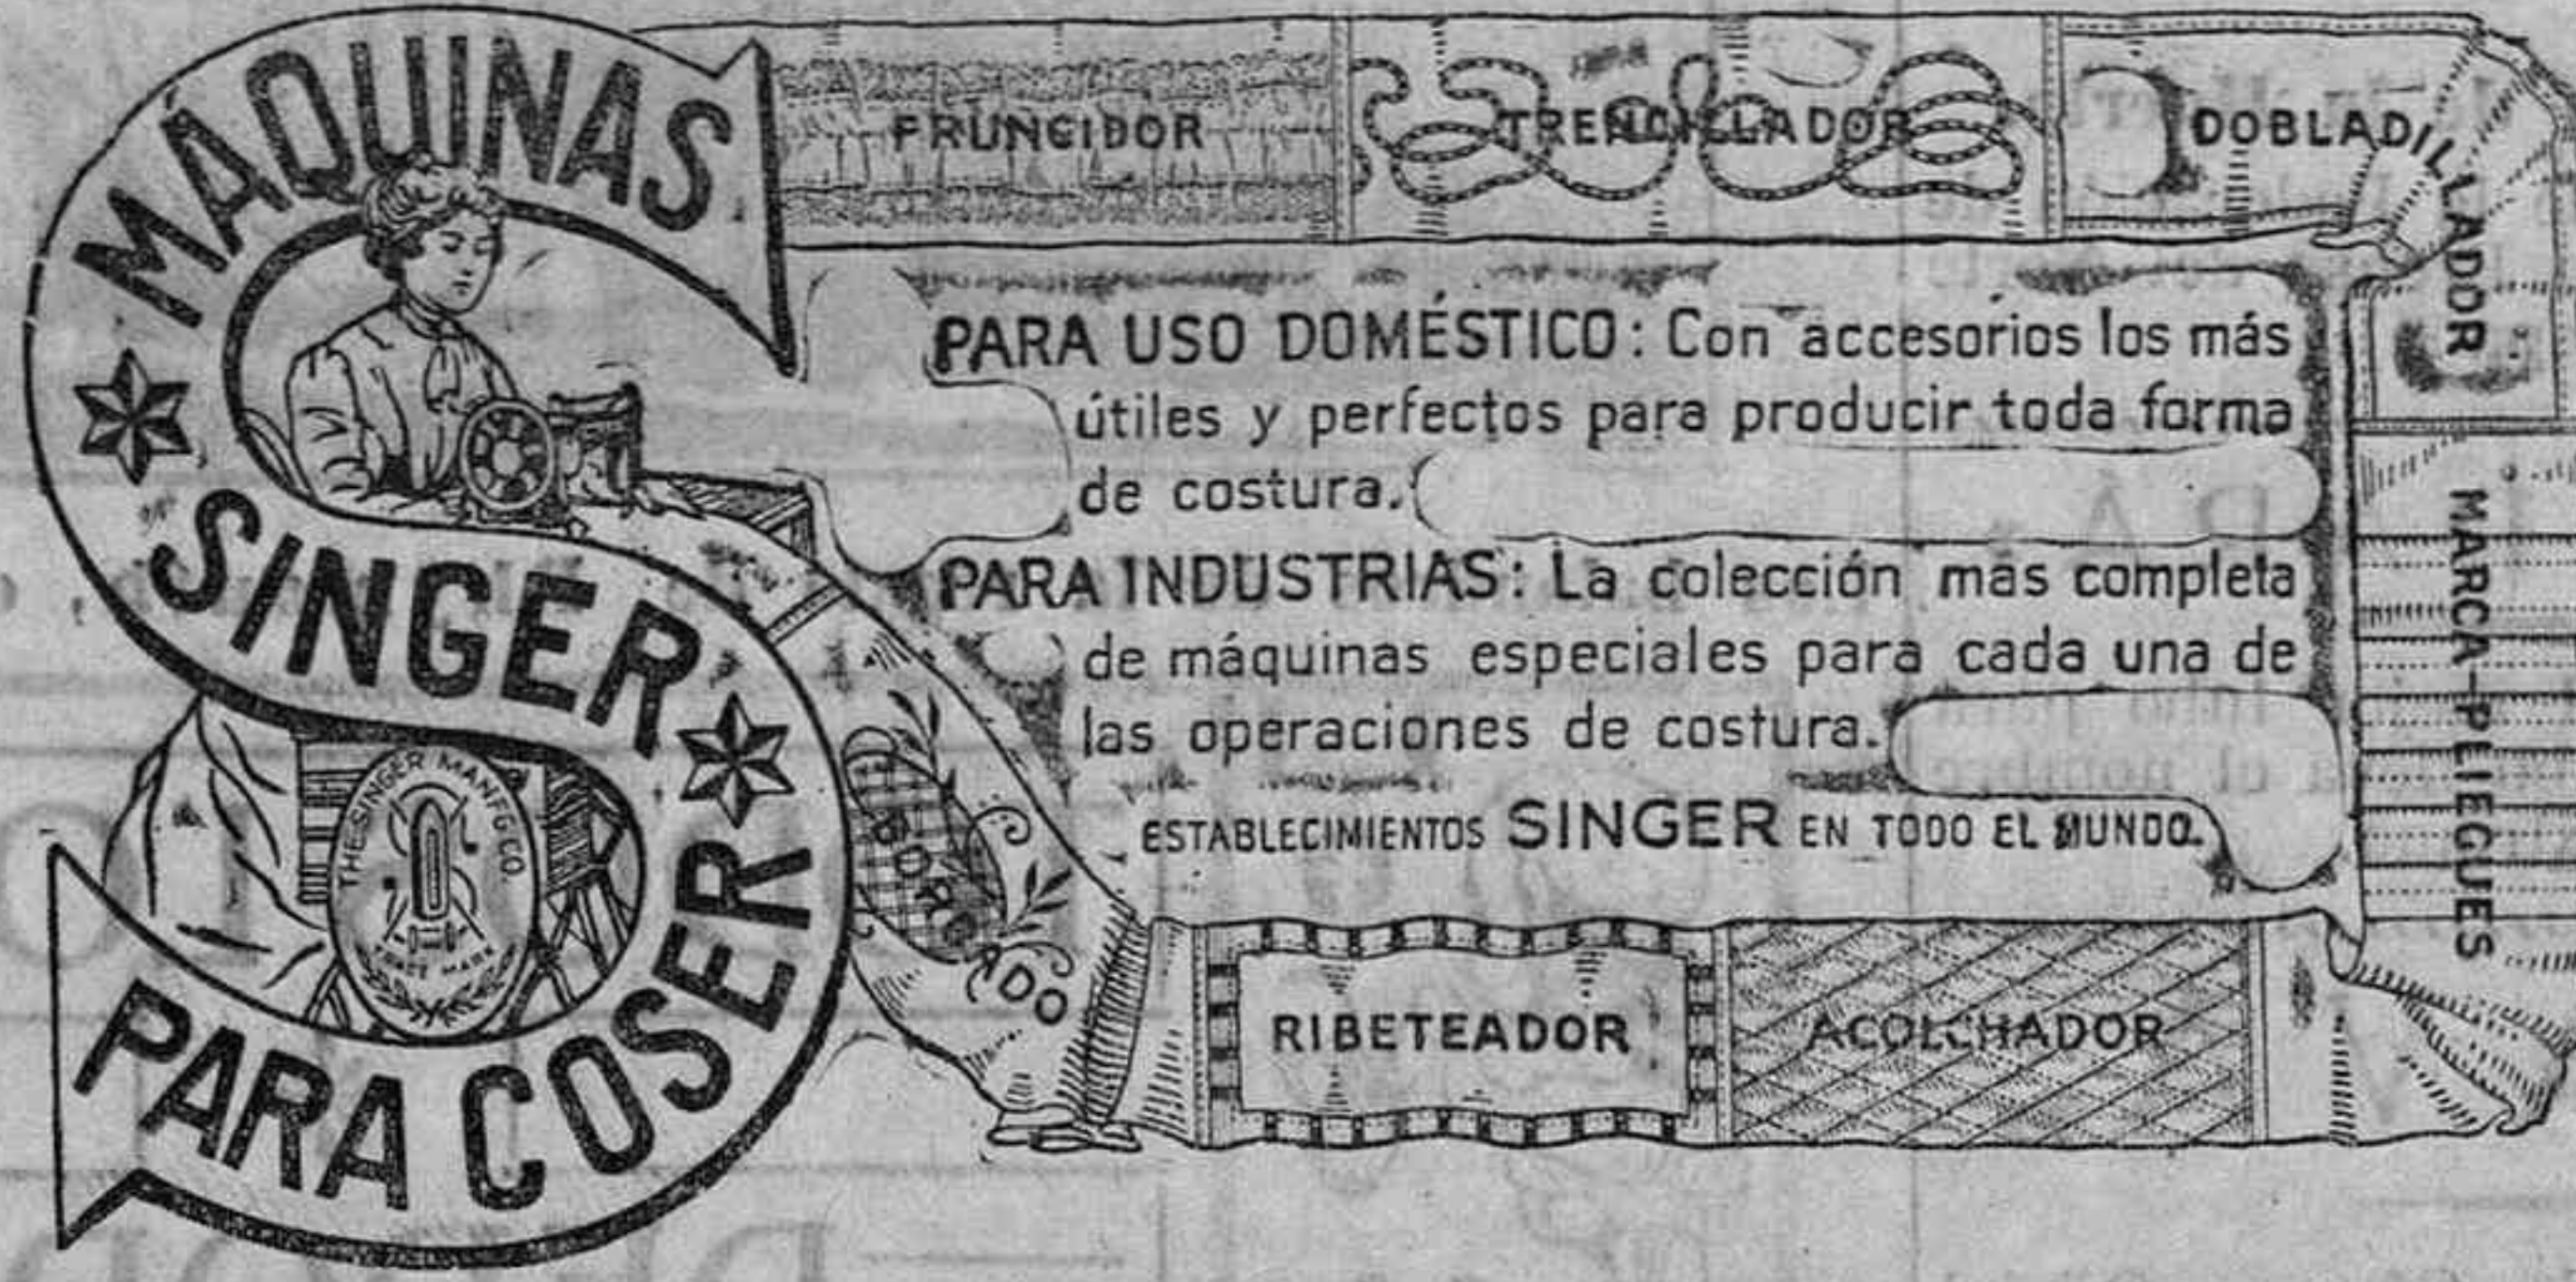 MÁQUINAS
SINGER
PARA COSER
THE SINGER MANFG CO.
TRADE MARK
FRUNCIDOR
TRENCILLADOR
DOBLADILLADOR
MARCA-PLIEGUES
PARA USO DOMÉSTICO: Con accesorios los más
útiles y perfectos para producir toda forma
de costura.
PARA INDUSTRIAS: La colección más completa
de máquinas especiales para cada una de
las operaciones de costura.
ESTABLECIMIENTOS SINGER EN TODO EL MUNDO.
BORDADO
RIBETEADOR
ACOLCHADOR